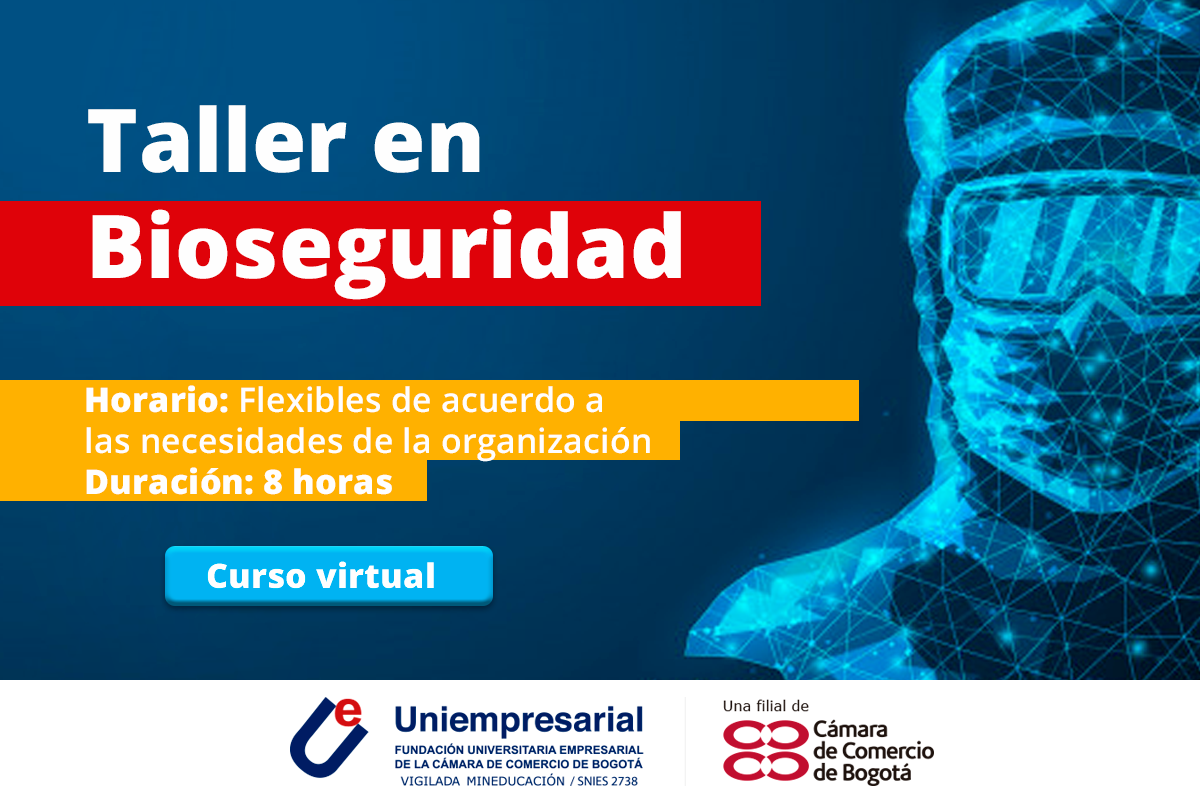 Taller en
Bioseguridad
Horario: Flexibles de acuerdo a
las necesidades de la organización
Duración: 8 horas
Curso virtual
e
Uniempresarial
FUNDACIÓN UNIVERSITARIA EMPRESARIAL
DE LA CÁMARA DE COMERCIO DE BOGOTÁ
VIGILADA MINEDUCACIÓN / SNIES 2738
Una filial de
Cámara
de Comercio
de Bogotá